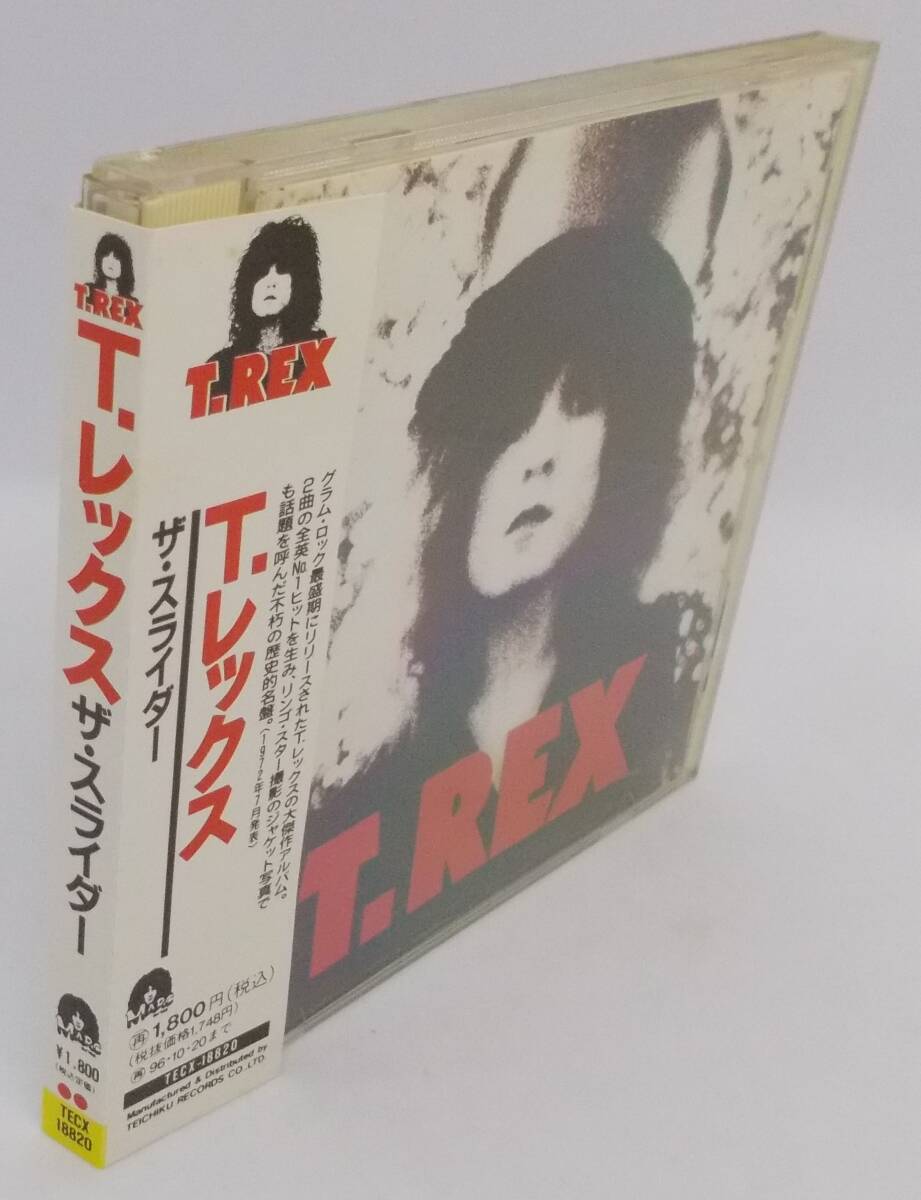 T.REX
T.レックス ザ・スライダー
MARC
¥1,800
(税込定価)
TECX
18820
T.REX
T.レックス
ザ・スライダー
グラム・ロック最盛期にリリースされたT.レックスの大傑作アルバム。
2曲の全英No.1ヒットを生み、リンゴ・スター撮影のジャケット写真で
も話題を呼んだ不朽の歴史的名盤。(1972年7月発表)
MARC
再 1,800円(税込)
(税抜価格1,748円)
再 96・10・20まで
TECX-18820
Manufactured & Distributed by
TEICHIKU RECORDS CO.,LTD.
T.REX